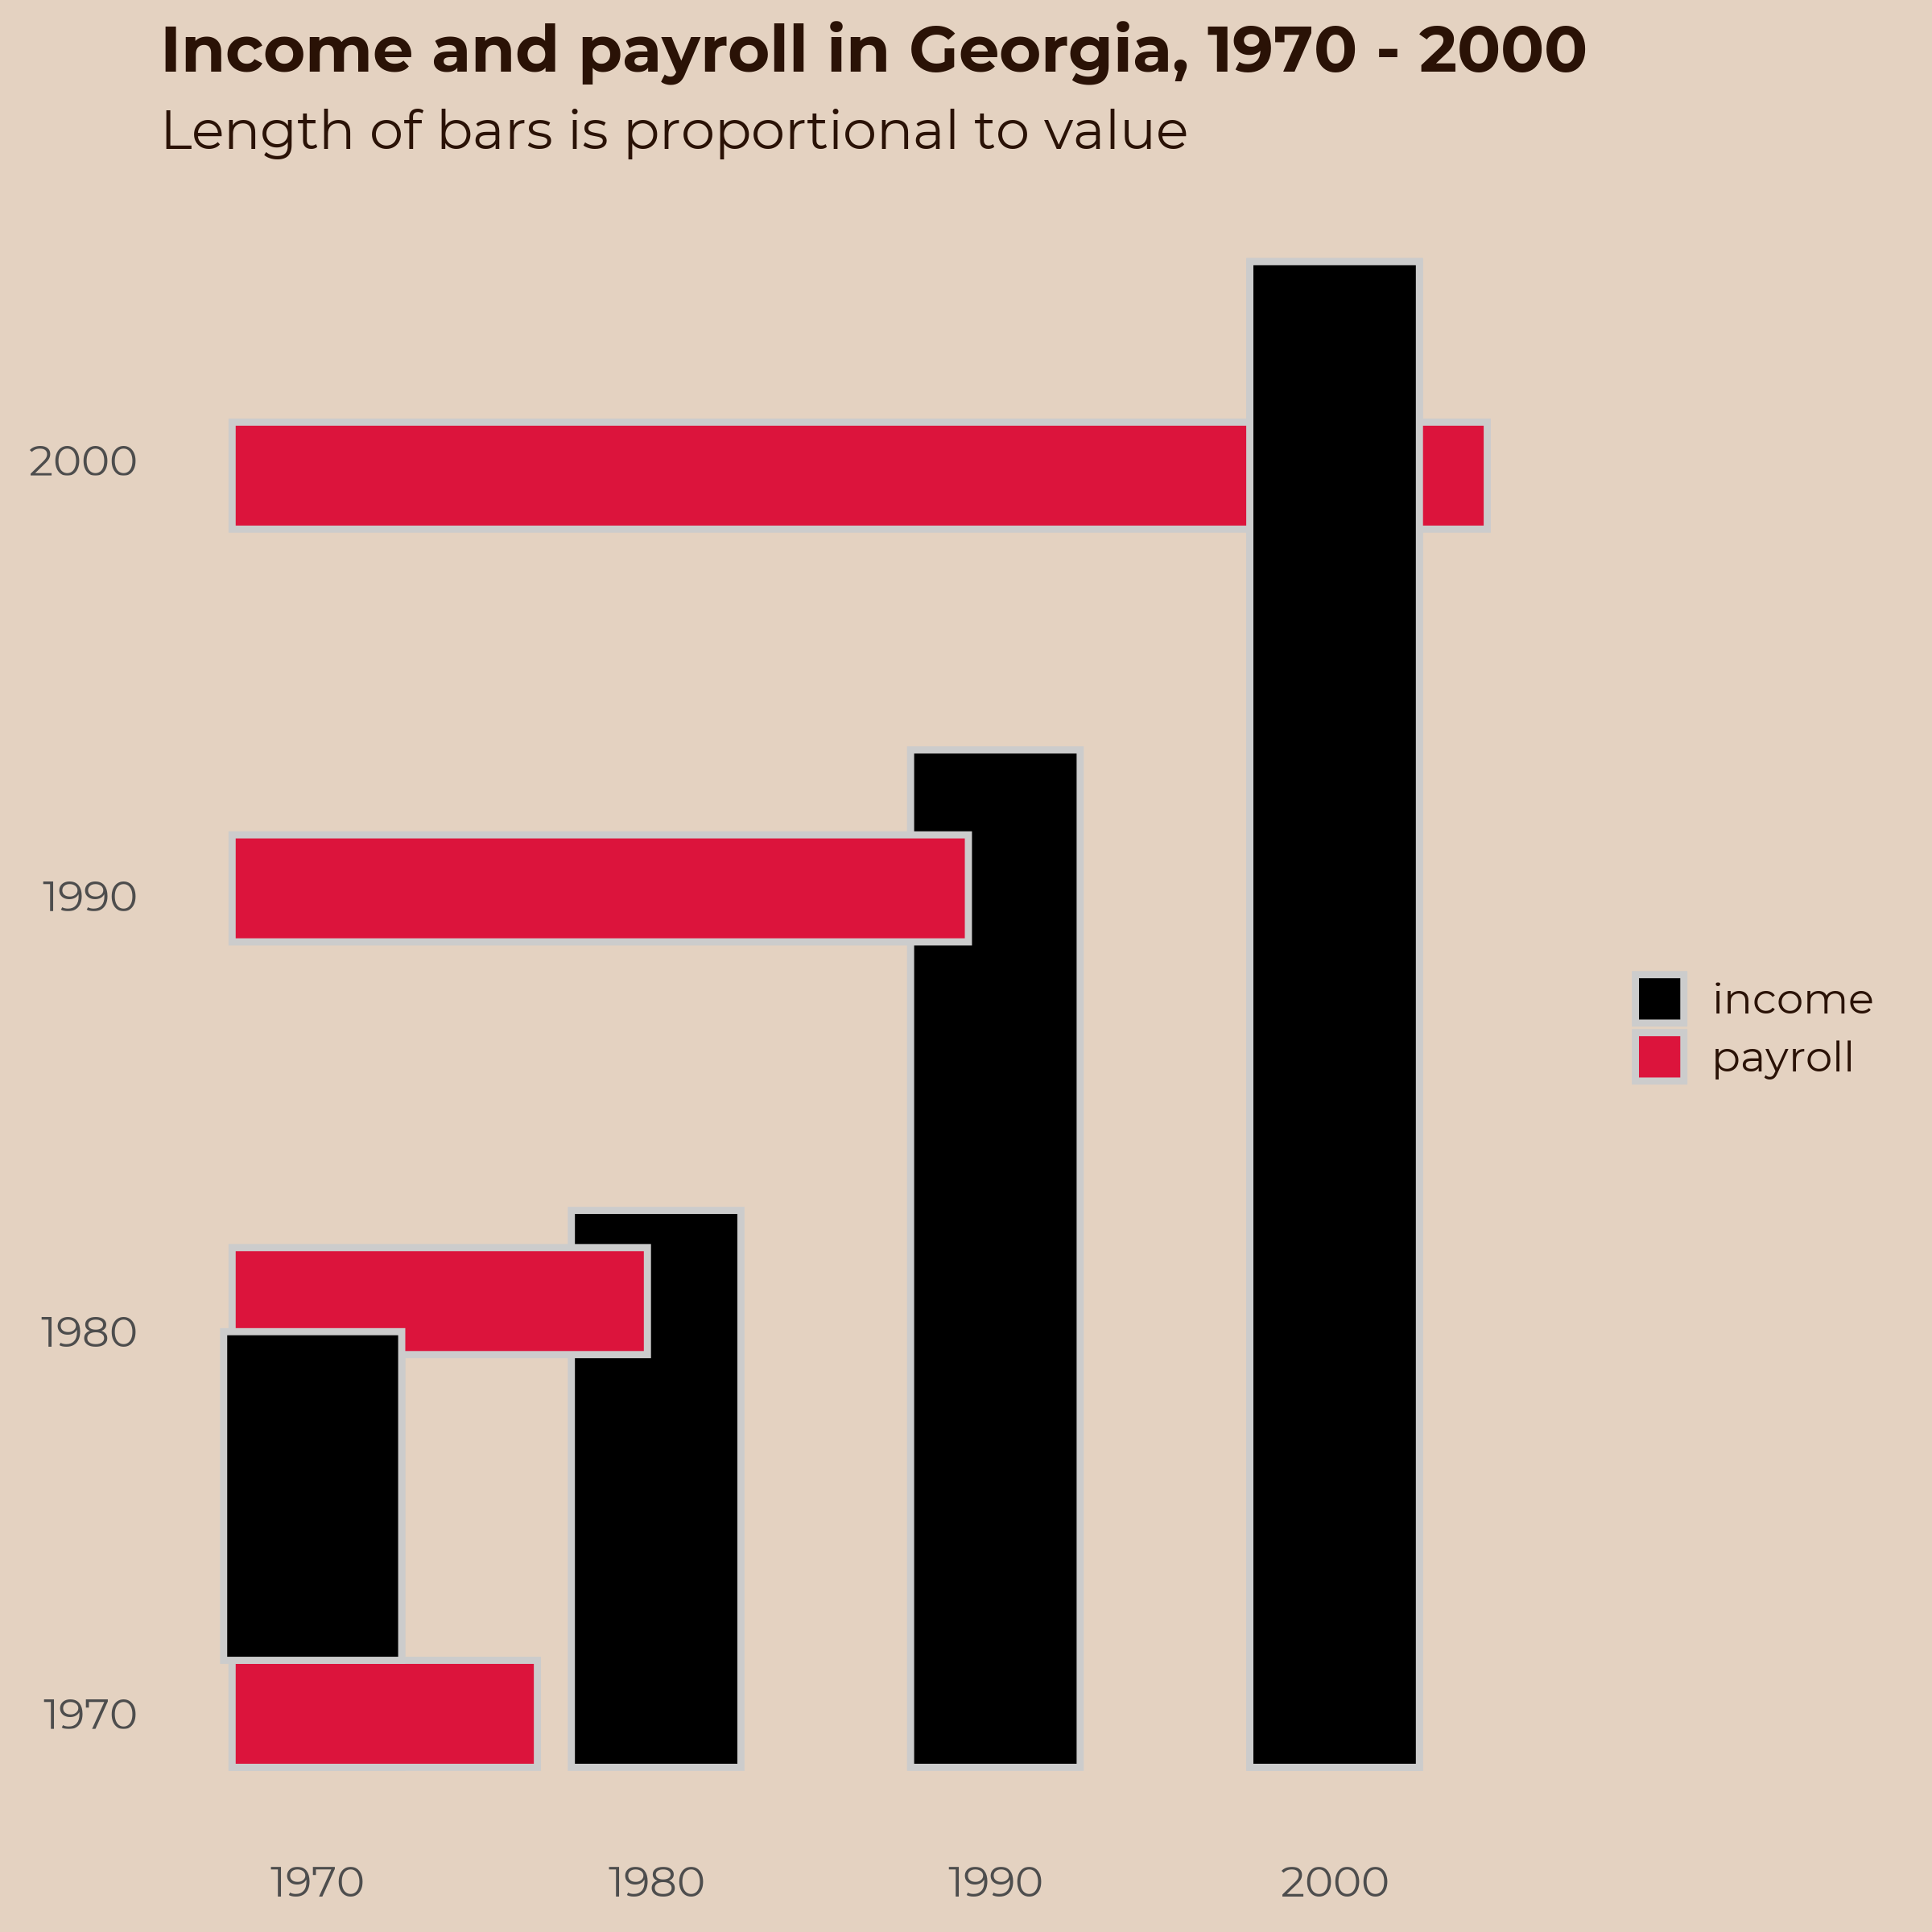 Income and payroll in Georgia, 1970 - 2000
Length of bars is proportional to value
2000
1990
1980
1970
income
payroll
1970 1980 1990 2000